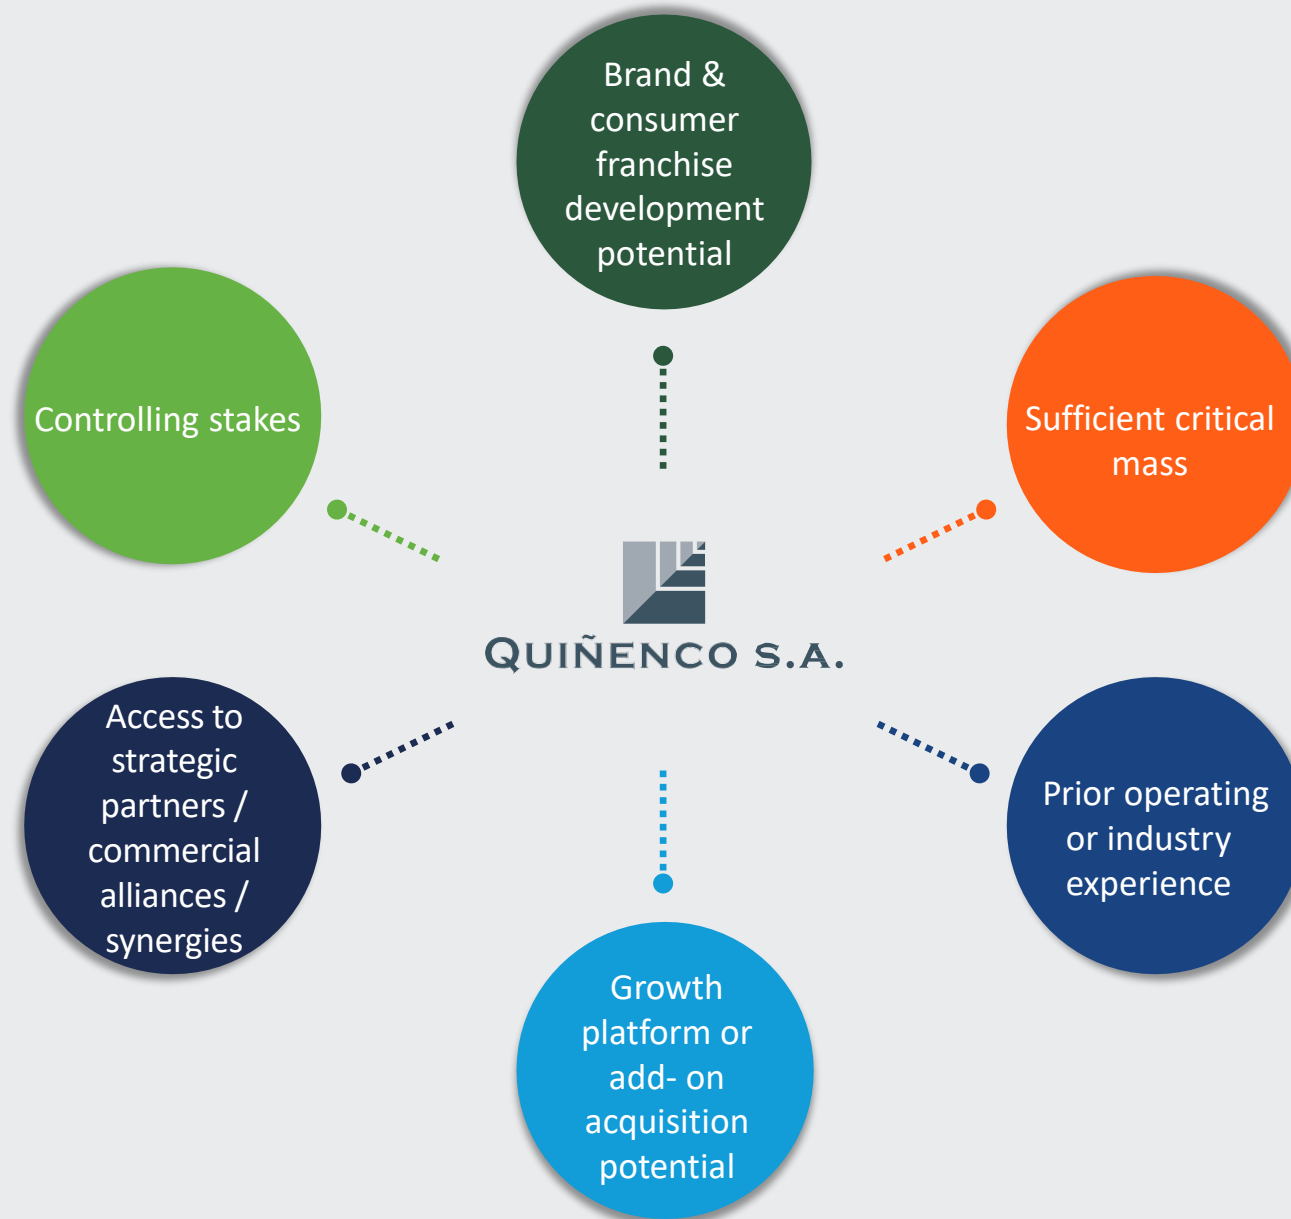 Brand &
consumer
franchise
development
potential
Controlling stakes
Sufficient critical
mass
QUIÑENCO S.A.
Access to
strategic
partners /
commercial
alliances /
synergies
Prior operating
or industry
experience
Growth
platform or
add- on
acquisition
potential